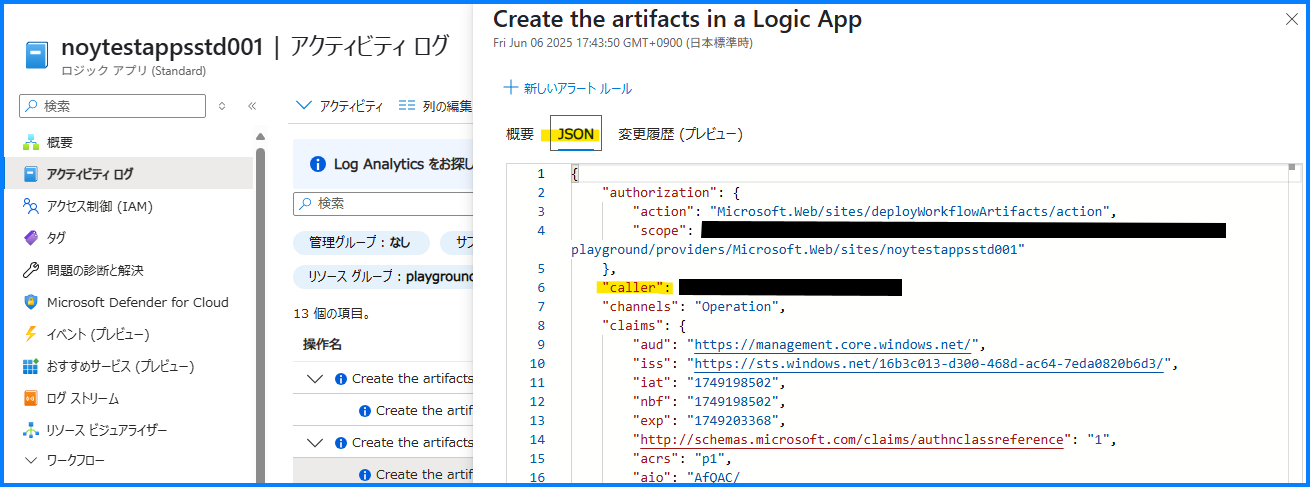 noytestappsstd001 | アクティビティ ログ
ロジック アプリ (Standard)
検索
概要
アクティビティ ログ
アクセス制御 (IAM)
タグ
問題の診断と解決
Microsoft Defender for Cloud
イベント (プレビュー)
おすすめサービス (プレビュー)
ログ ストリーム
リソース ビジュアライザー
ワークフロー
アクティビティ
列の編集
Log Analytics をお探し
検索
管理グループ : なし
サブ
リソース グループ : playground
13 個の項目。
操作名
Create the artifacts
Create the artif
Create the artifacts
Create the artif
Create the artifacts in a Logic App
Fri Jun 06 2025 17:43:50 GMT+0900 (日本標準時)
新しいアラート ルール
概要
JSON
変更履歴 (プレビュー)
1 {
2 "authorization": {
3 "action": "Microsoft.Web/sites/deployWorkflowArtifacts/action",
4 "scope":
playground/providers/Microsoft.Web/sites/noytestappsstd001"
5 },
6 "caller":
7 "channels": "Operation",
8 "claims": {
9 "aud": "https://management.core.windows.net/",
10 "iss": "https://sts.windows.net/16b3c013-d300-468d-ac64-7eda0820b6d3/",
11 "iat": "1749198502",
12 "nbf": "1749198502",
13 "exp": "1749203368",
14 "http://schemas.microsoft.com/claims/authnclassreference": "1",
15 "acrs": "p1",
16 "aio": "AfQAC/